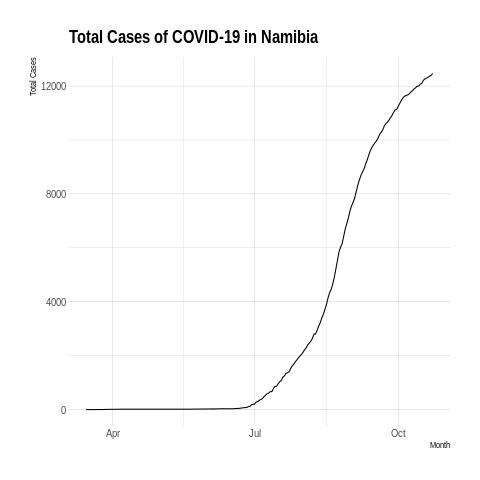 Total Cases of COVID-19 in Namibia
Total Cases
12000
8000
4000
0
Apr
Jul
Oct
Month